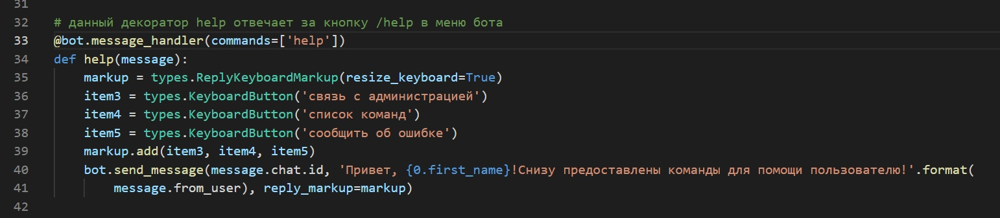 31
32 # данный декоратор help отвечает за кнопку /help в меню бота
33 @bot.message_handler(commands=['help'])
34 def help(message):
35     markup = types.ReplyKeyboardMarkup(resize_keyboard=True)
36     item3 = types.KeyboardButton('связь с администрацией')
37     item4 = types.KeyboardButton('список команд')
38     item5 = types.KeyboardButton('сообщить об ошибке')
39     markup.add(item3, item4, item5)
40     bot.send_message(message.chat.id, 'Привет, {0.first_name}!Снизу предоставлены команды для помощи пользователю!'.format(
41         message.from_user), reply_markup=markup)
42